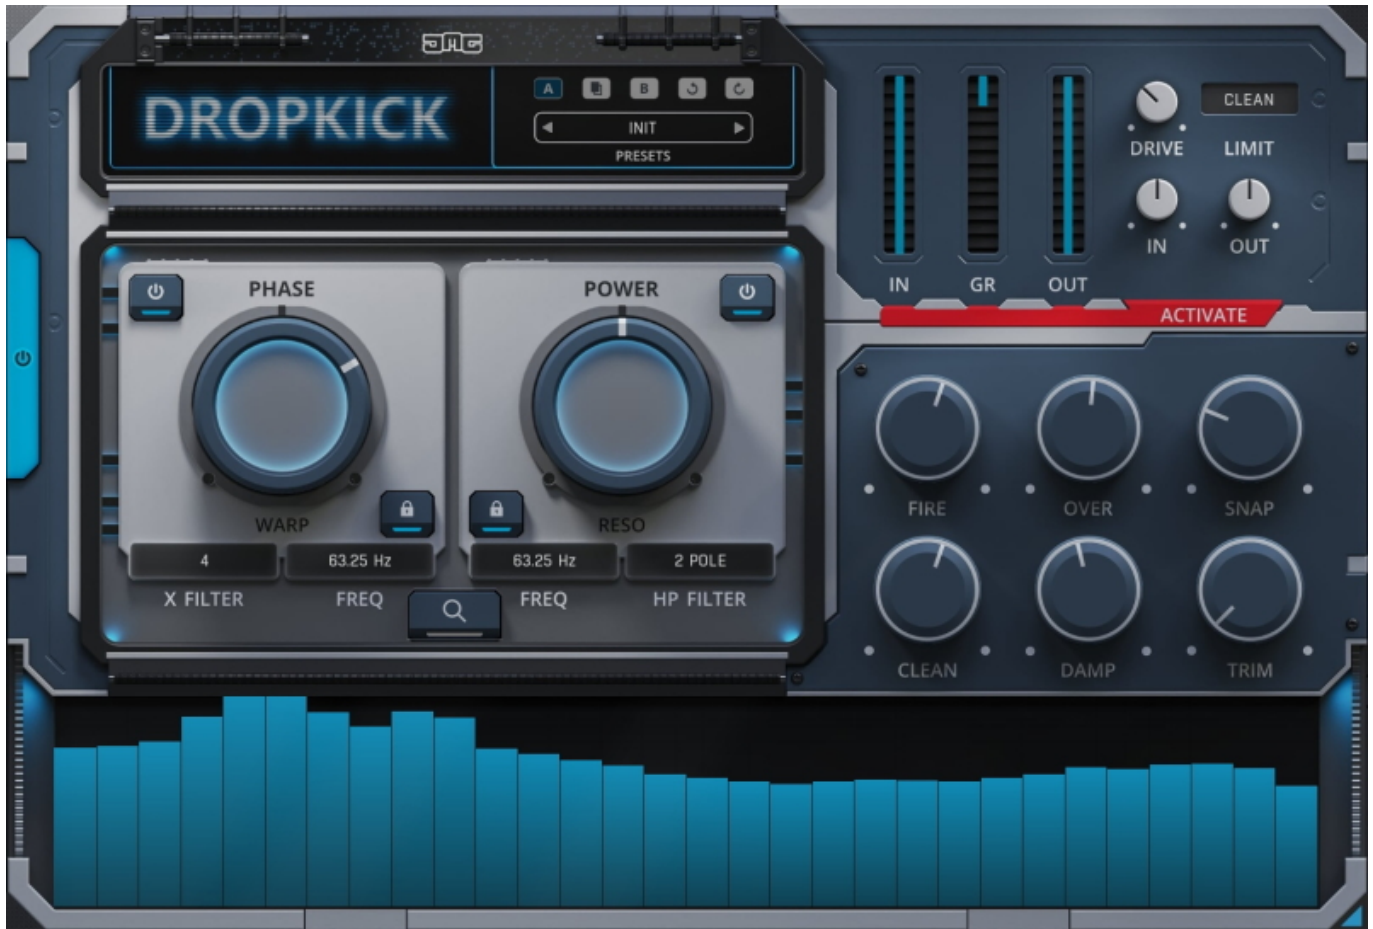 DROPKICK
A
B
INIT
PRESETS
CLEAN
DRIVE
LIMIT
IN
OUT
IN
GR
OUT
ACTIVATE
PHASE
WARP
4
63.25 Hz
X FILTER
FREQ
POWER
RESO
63.25 Hz
2 POLE
FREQ
HP FILTER
FIRE
OVER
SNAP
CLEAN
DAMP
TRIM